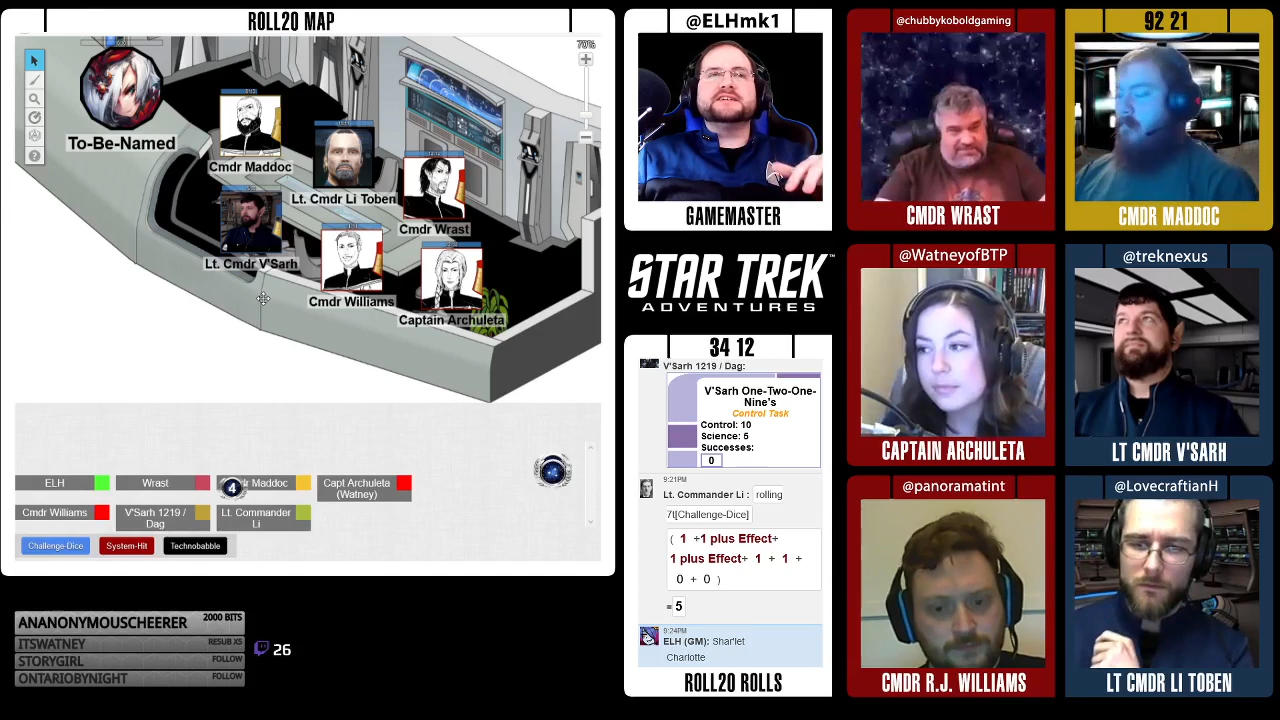 ROLL20 MAP
70%
To-Be-Named
Cmdr Maddoc
Lt. Cmdr Li Toben
Cmdr Wrast
Lt. Cmdr V'Sarh
Cmdr Williams
Captain Archuleta
ELH
Wrast
dr Maddoc
4
Capt Archuleta
(Watney)
Cmdr Williams
V'Sarh 1219 /
Dag
Lt. Commander
Li
Challenge-Dice
System-Hit
Technobabble
ANANONYMOUSCHEERER 2000 BITS
ITSWATNEY RESUB X5
STORYGIRL FOLLOW
ONTARIOBYNIGHT FOLLOW
26
@ELHmk1
GAMEMASTER
STAR TREK™
ADVENTURES
34 12
V'Sarh 1219 / Dag:
V'Sarh One-Two-One-
Nine's
Control Task
Control: 10
Science: 5
Successes:
0
9:21PM
Lt. Commander Li : rolling
7t[Challenge-Dice]
( 1 +1 plus Effect+
1 plus Effect+ 1 + 1 +
0 + 0 )
= 5
9:24PM
ELH (GM): Shar'let
Charlotte
ROLL20 ROLLS
@chubbykoboldgaming
CMDR WRAST
92 21
CMDR MADDOC
@WatneyofBTP
CAPTAIN ARCHULETA
@treknexus
LT CMDR V'SARH
@panoramatint
CMDR R.J. WILLIAMS
@LovecraftianH
LT CMDR LI TOBEN